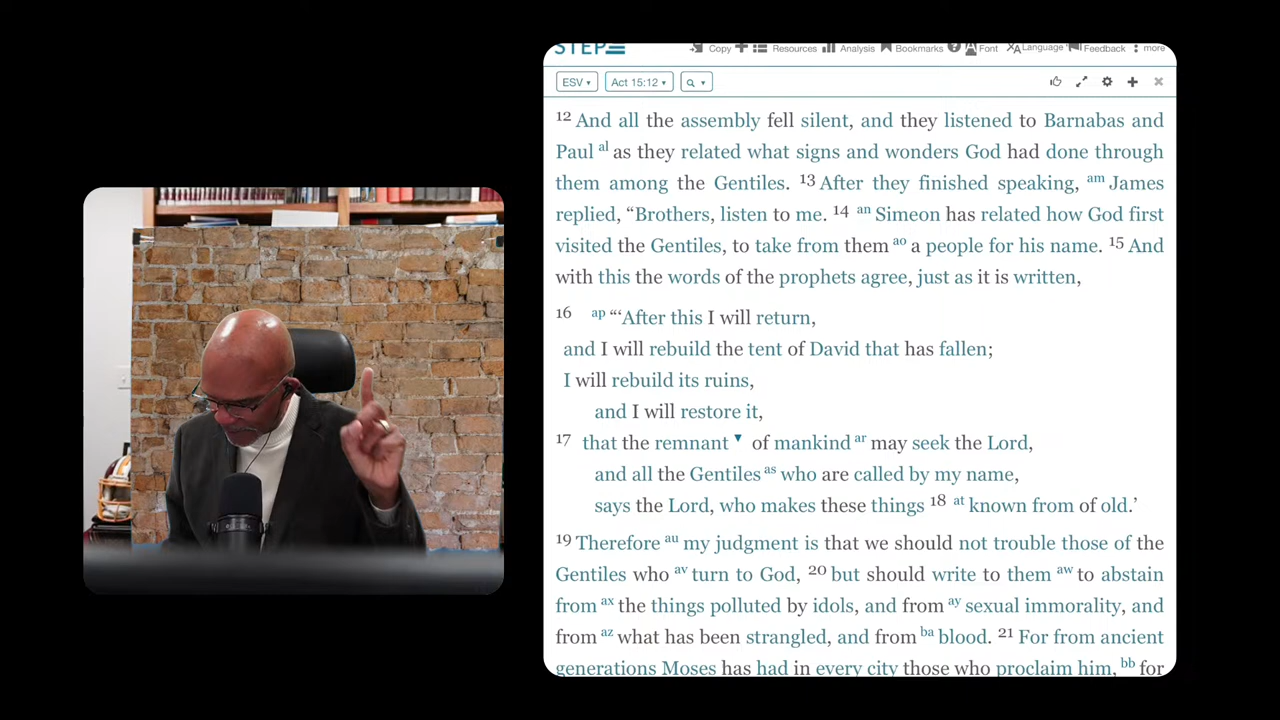 STEP
Copy Resources Analysis Bookmarks Font Language Feedback more
ESV Act 15:12
12 And all the assembly fell silent, and they listened to Barnabas and
Paul al as they related what signs and wonders God had done through
them among the Gentiles. 13 After they finished speaking, am James
replied, “Brothers, listen to me. 14 an Simeon has related how God first
visited the Gentiles, to take from them ao a people for his name. 15 And
with this the words of the prophets agree, just as it is written,
16 ap “‘After this I will return,
and I will rebuild the tent of David that has fallen;
I will rebuild its ruins,
and I will restore it,
17 that the remnant of mankind ar may seek the Lord,
and all the Gentiles as who are called by my name,
says the Lord, who makes these things 18 at known from of old.’
19 Therefore au my judgment is that we should not trouble those of the
Gentiles who av turn to God, 20 but should write to them aw to abstain
from ax the things polluted by idols, and from ay sexual immorality, and
from az what has been strangled, and from ba blood. 21 For from ancient
generations Moses has had in every city those who proclaim him, bb for